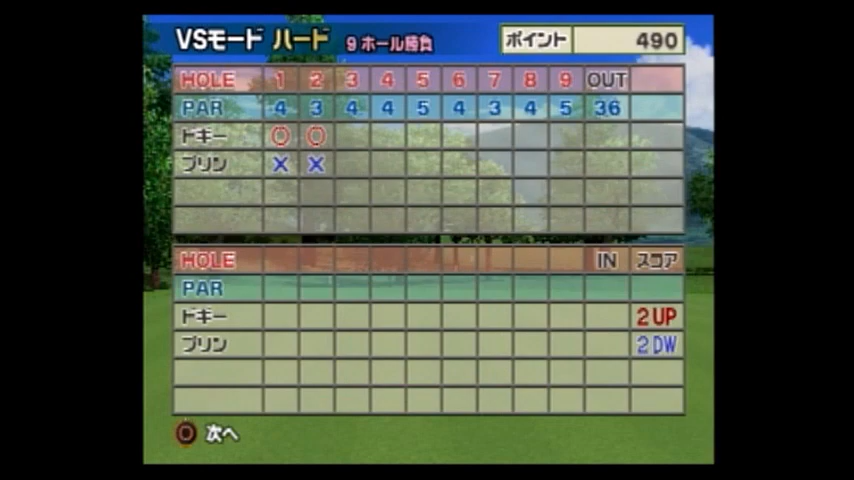 VSモード ハード 9ホール勝負 ポイント 490
HOLE 1 2 3 4 5 6 7 8 9 OUT
PAR 4 3 4 4 5 4 3 4 5 36
ドギー ○ ○
プリン × ×
HOLE IN スコア
PAR
ドギー 2UP
プリン 2DW
○ 次へ